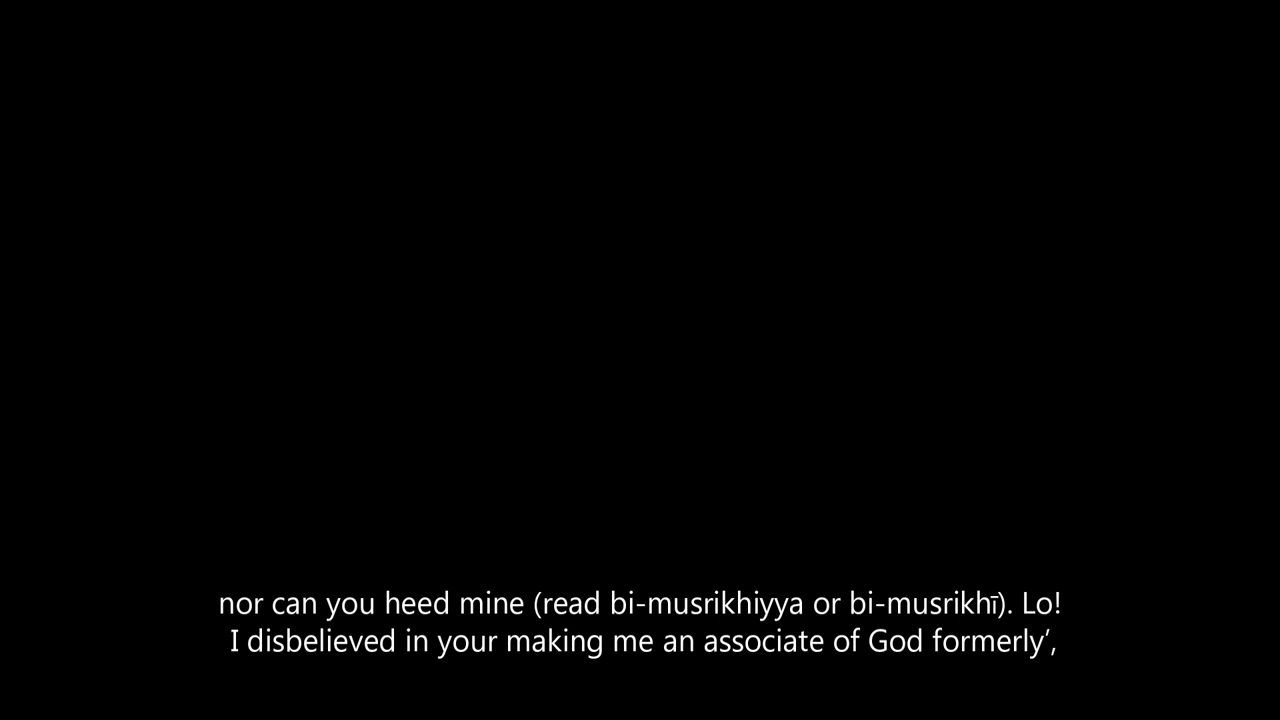 nor can you heed mine (read bi-musrikhiyya or bi-musrikhī). Lo!
I disbelieved in your making me an associate of God formerly’,